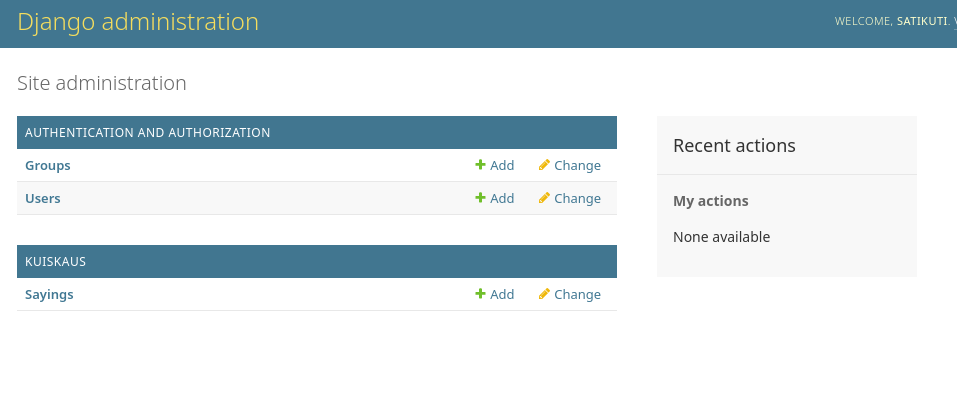 Django administration
WELCOME, SATIKUTI.
Site administration
AUTHENTICATION AND AUTHORIZATION
Groups Add Change
Users Add Change
KUISKAUS
Sayings Add Change
Recent actions
My actions
None available